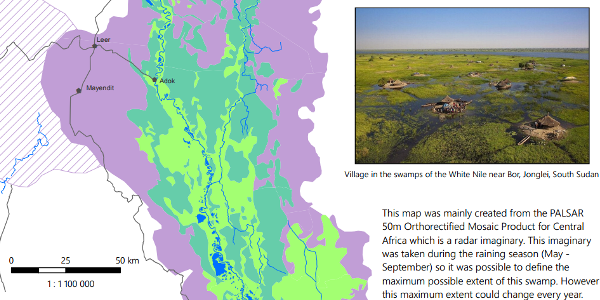 Leer
Adok
Mayendit
0 25 50 km
1 : 1 100 000
Village in the swamps of the White Nile near Bor, Jonglei, South Sudan
This map was mainly created from the PALSAR
50m Orthorectified Mosaic Product for Central
Africa which is a radar imaginary. This imaginary
was taken during the raining season (May -
September) so it was possible to define the
maximum possible extent of this swamp. However
this maximum extent could change every year.